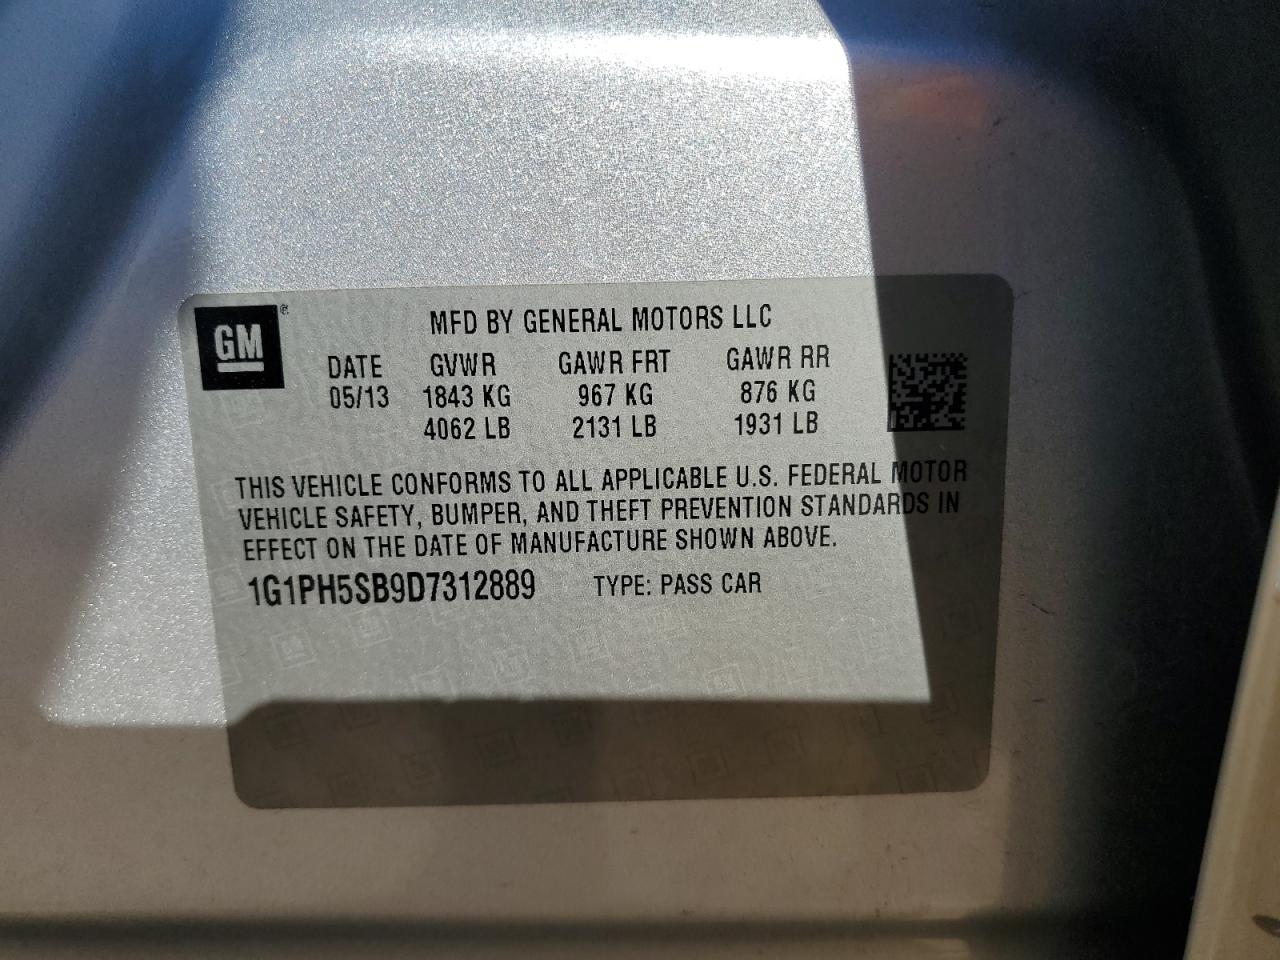 GM ®
MFD BY GENERAL MOTORS LLC
DATE GVWR GAWR FRT GAWR RR
05/13 1843 KG 967 KG 876 KG
4062 LB 2131 LB 1931 LB
THIS VEHICLE CONFORMS TO ALL APPLICABLE U.S. FEDERAL MOTOR
VEHICLE SAFETY, BUMPER, AND THEFT PREVENTION STANDARDS IN
EFFECT ON THE DATE OF MANUFACTURE SHOWN ABOVE.
1G1PH5SB9D7312889 TYPE: PASS CAR